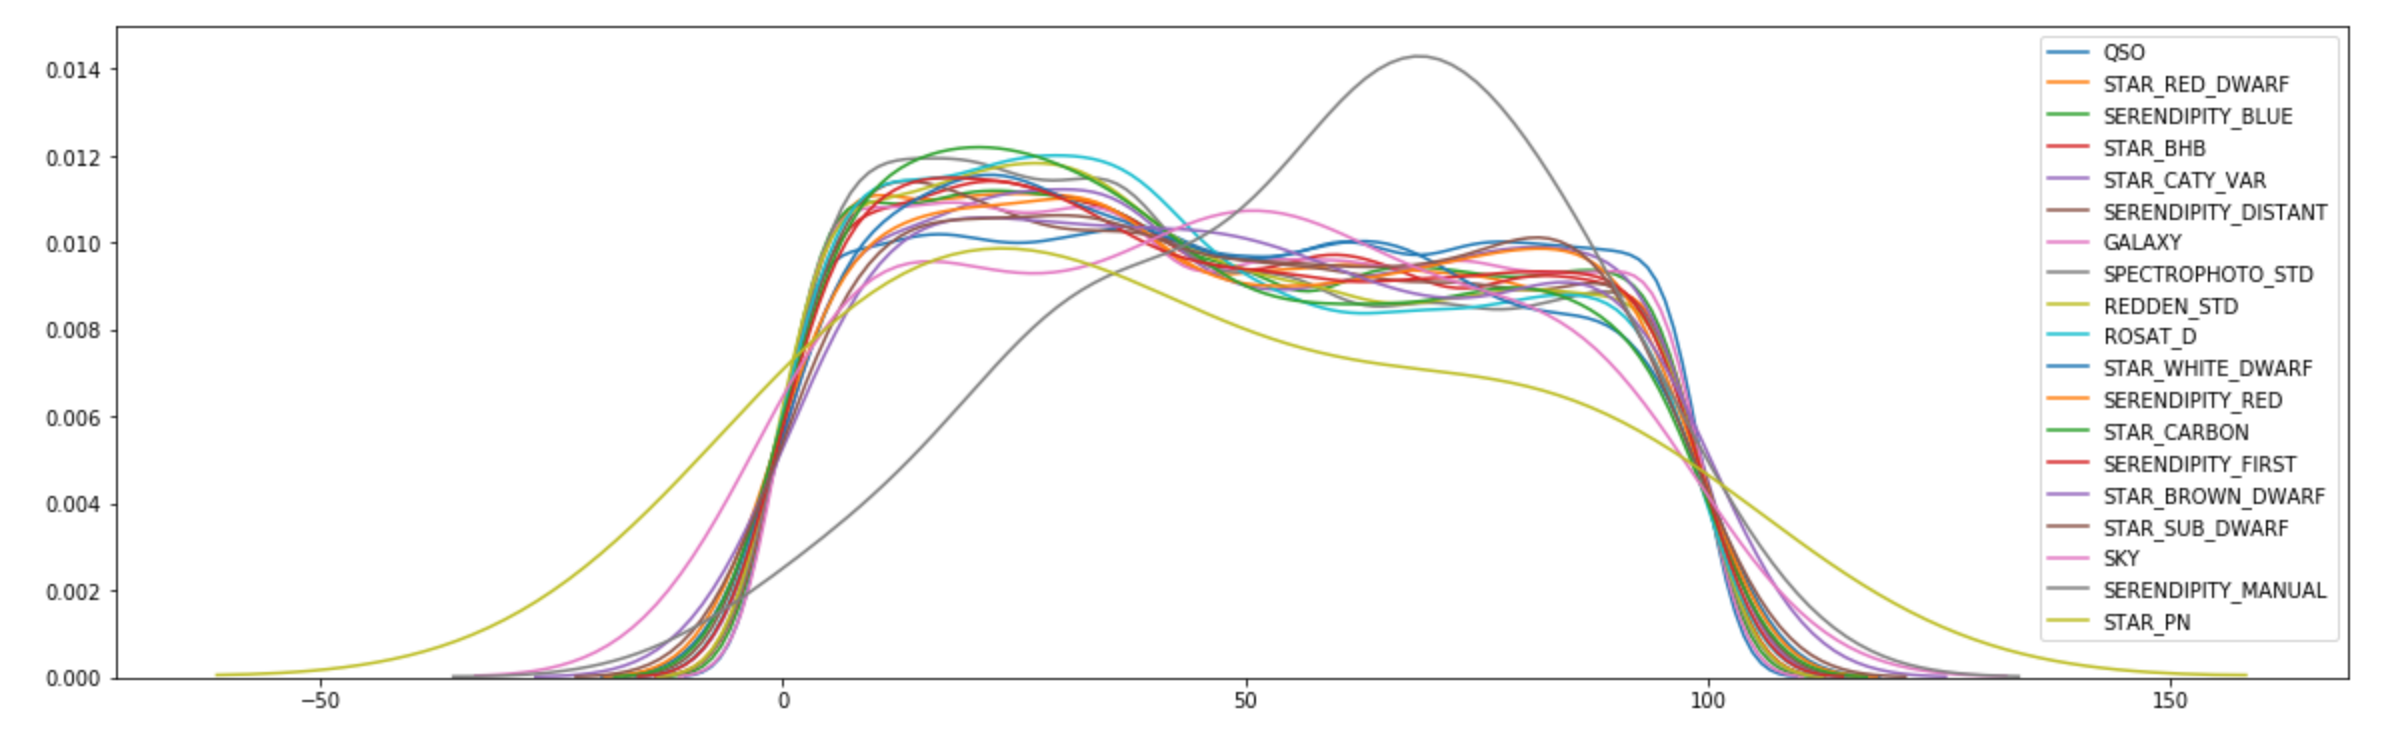 0.014
0.012
0.010
0.008
0.006
0.004
0.002
0.000
−50
0
50
100
150
QSO
STAR_RED_DWARF
SERENDIPITY_BLUE
STAR_BHB
STAR_CATY_VAR
SERENDIPITY_DISTANT
GALAXY
SPECTROPHOTO_STD
REDDEN_STD
ROSAT_D
STAR_WHITE_DWARF
SERENDIPITY_RED
STAR_CARBON
SERENDIPITY_FIRST
STAR_BROWN_DWARF
STAR_SUB_DWARF
SKY
SERENDIPITY_MANUAL
STAR_PN